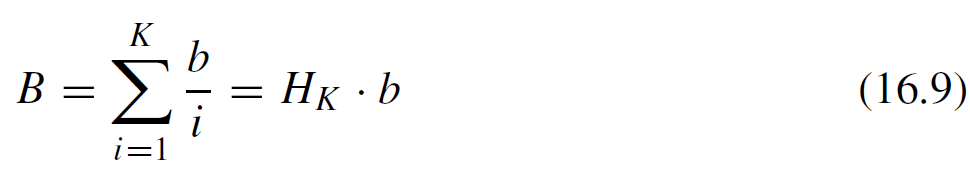 B = \sum_{i=1}^{K} \frac{b}{i} = H_K \cdot b (16.9)